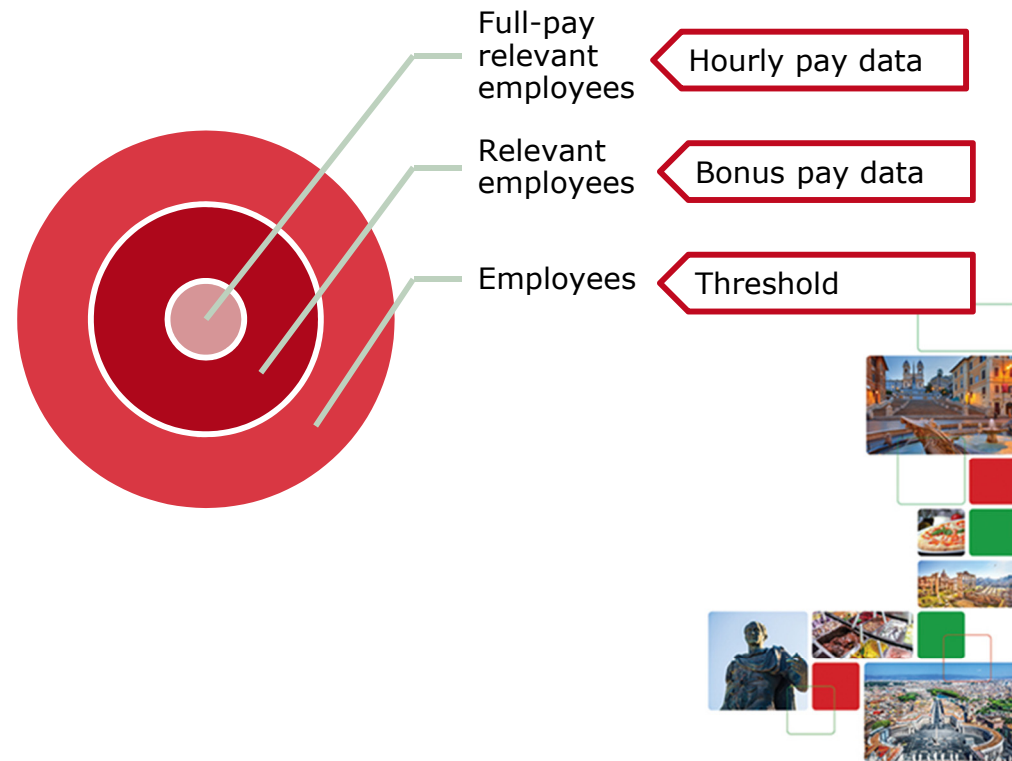 Full-pay
relevant
employees
Hourly pay data
Relevant
employees
Bonus pay data
Employees
Threshold